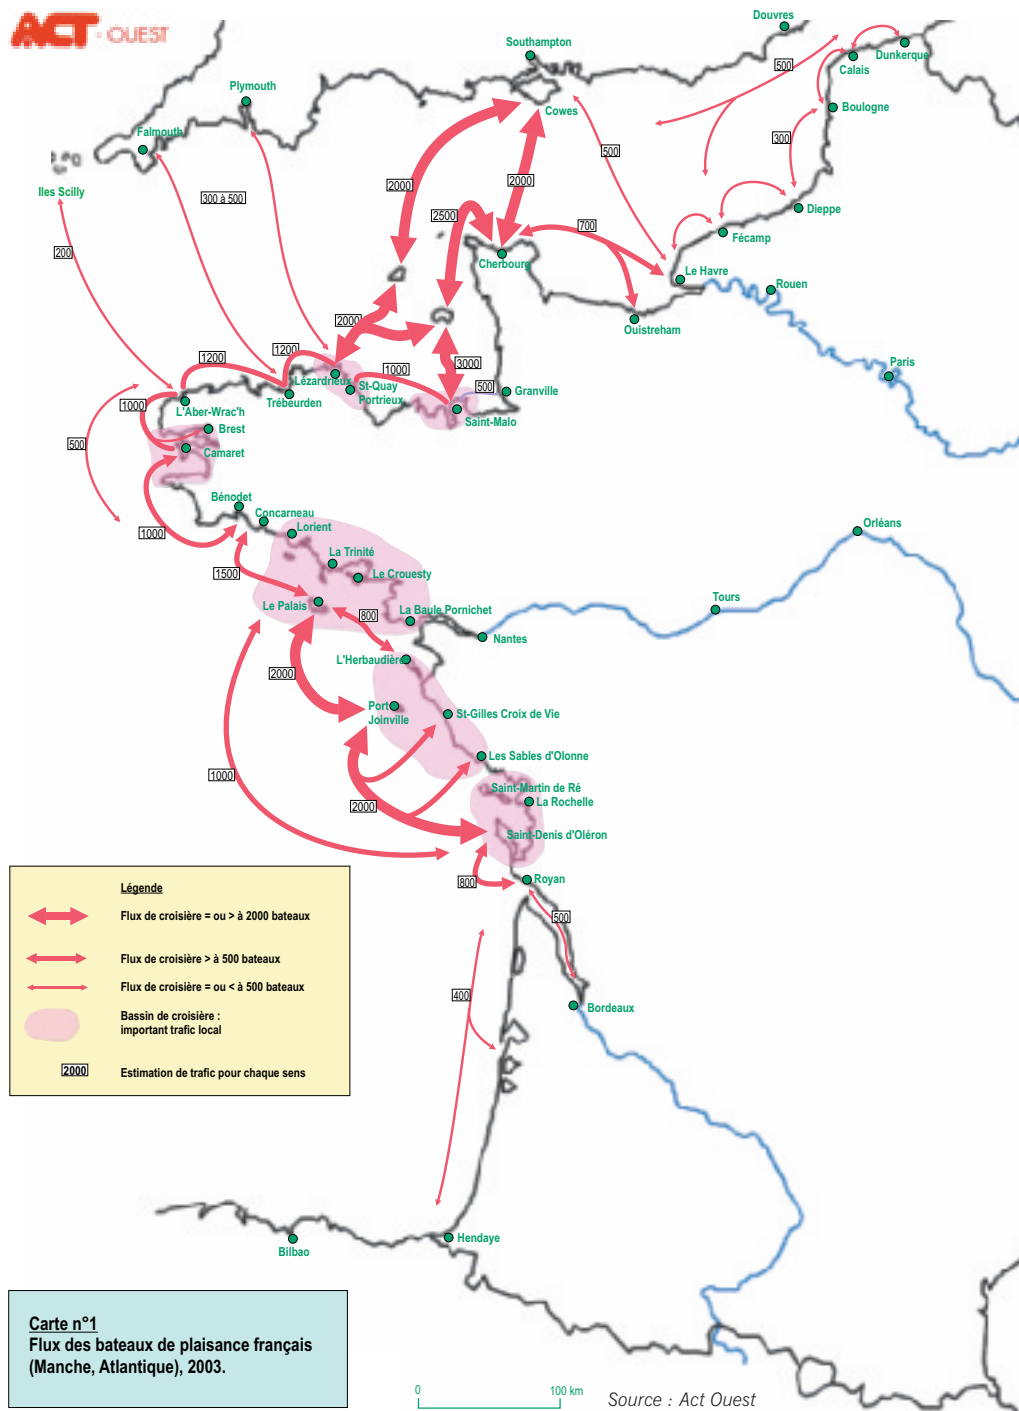 ACT - OUEST
Douvres
Southampton
Dunkerque
Calais
500
Plymouth
Cowes
Boulogne
Falmouth
300
500
2000
2000
Iles Scilly
300 à 500
2500
Dieppe
700
Fécamp
200
Cherbourg
Le Havre
Rouen
2000
Ouistreham
1200
1200
3000
1000
Paris
Lézardrieux
St-Quay
Portrieux
500
Granville
Trébeurden
1000
L'Aber-Wrac'h
Saint-Malo
Brest
500
Camaret
Bénodet
Concarneau
Orléans
1000
Lorient
La Trinité
1500
Le Crouesty
Tours
Le Palais
800
La Baule Pornichet
Nantes
L'Herbaudière
2000
Port
Joinville
St-Gilles Croix de Vie
Les Sables d'Olonne
1000
Saint-Martin de Ré
2000
La Rochelle
Saint-Denis d'Oléron
800
Royan
500
400
Bordeaux
Légende
Flux de croisière = ou > à 2000 bateaux
Flux de croisière > à 500 bateaux
Flux de croisière = ou < à 500 bateaux
Bassin de croisière :
important trafic local
2000
Estimation de trafic pour chaque sens
Bilbao
Hendaye
Carte n°1
Flux des bateaux de plaisance français
(Manche, Atlantique), 2003.
0
100 km
Source : Act Ouest